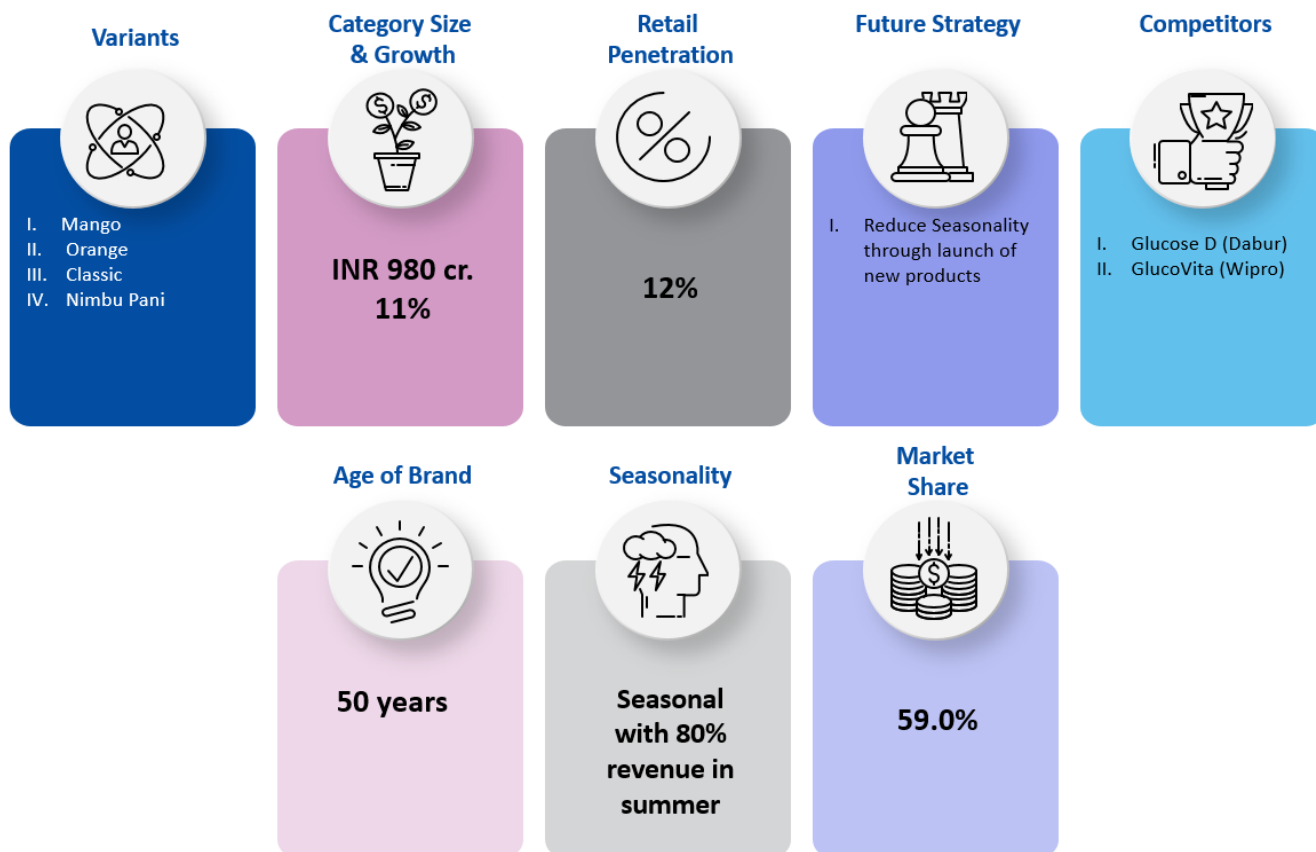 Variants
I. Mango
II. Orange
III. Classic
IV. Nimbu Pani
Category Size
& Growth
INR 980 cr.
11%
Retail
Penetration
12%
Future Strategy
I. Reduce Seasonality
through launch of
new products
Competitors
I. Glucose D (Dabur)
II. GlucoVita (Wipro)
Age of Brand
50 years
Seasonality
Seasonal
with 80%
revenue in
summer
Market
Share
59.0%